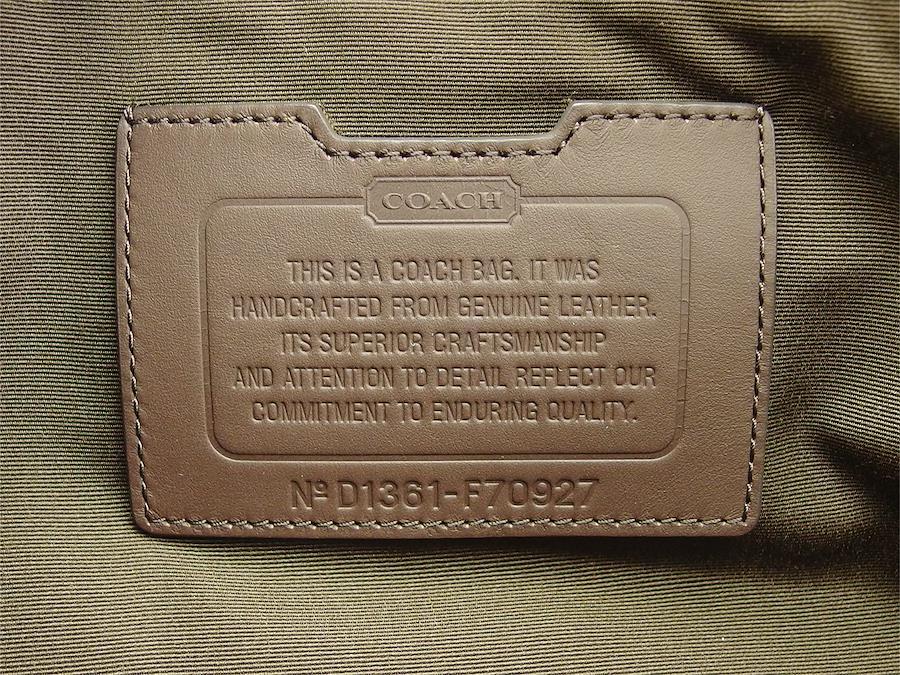 COACH
THIS IS A COACH BAG. IT WAS
HANDCRAFTED FROM GENUINE LEATHER.
ITS SUPERIOR CRAFTSMANSHIP
AND ATTENTION TO DETAIL REFLECT OUR
COMMITMENT TO ENDURING QUALITY.
Nº D1361-F70927